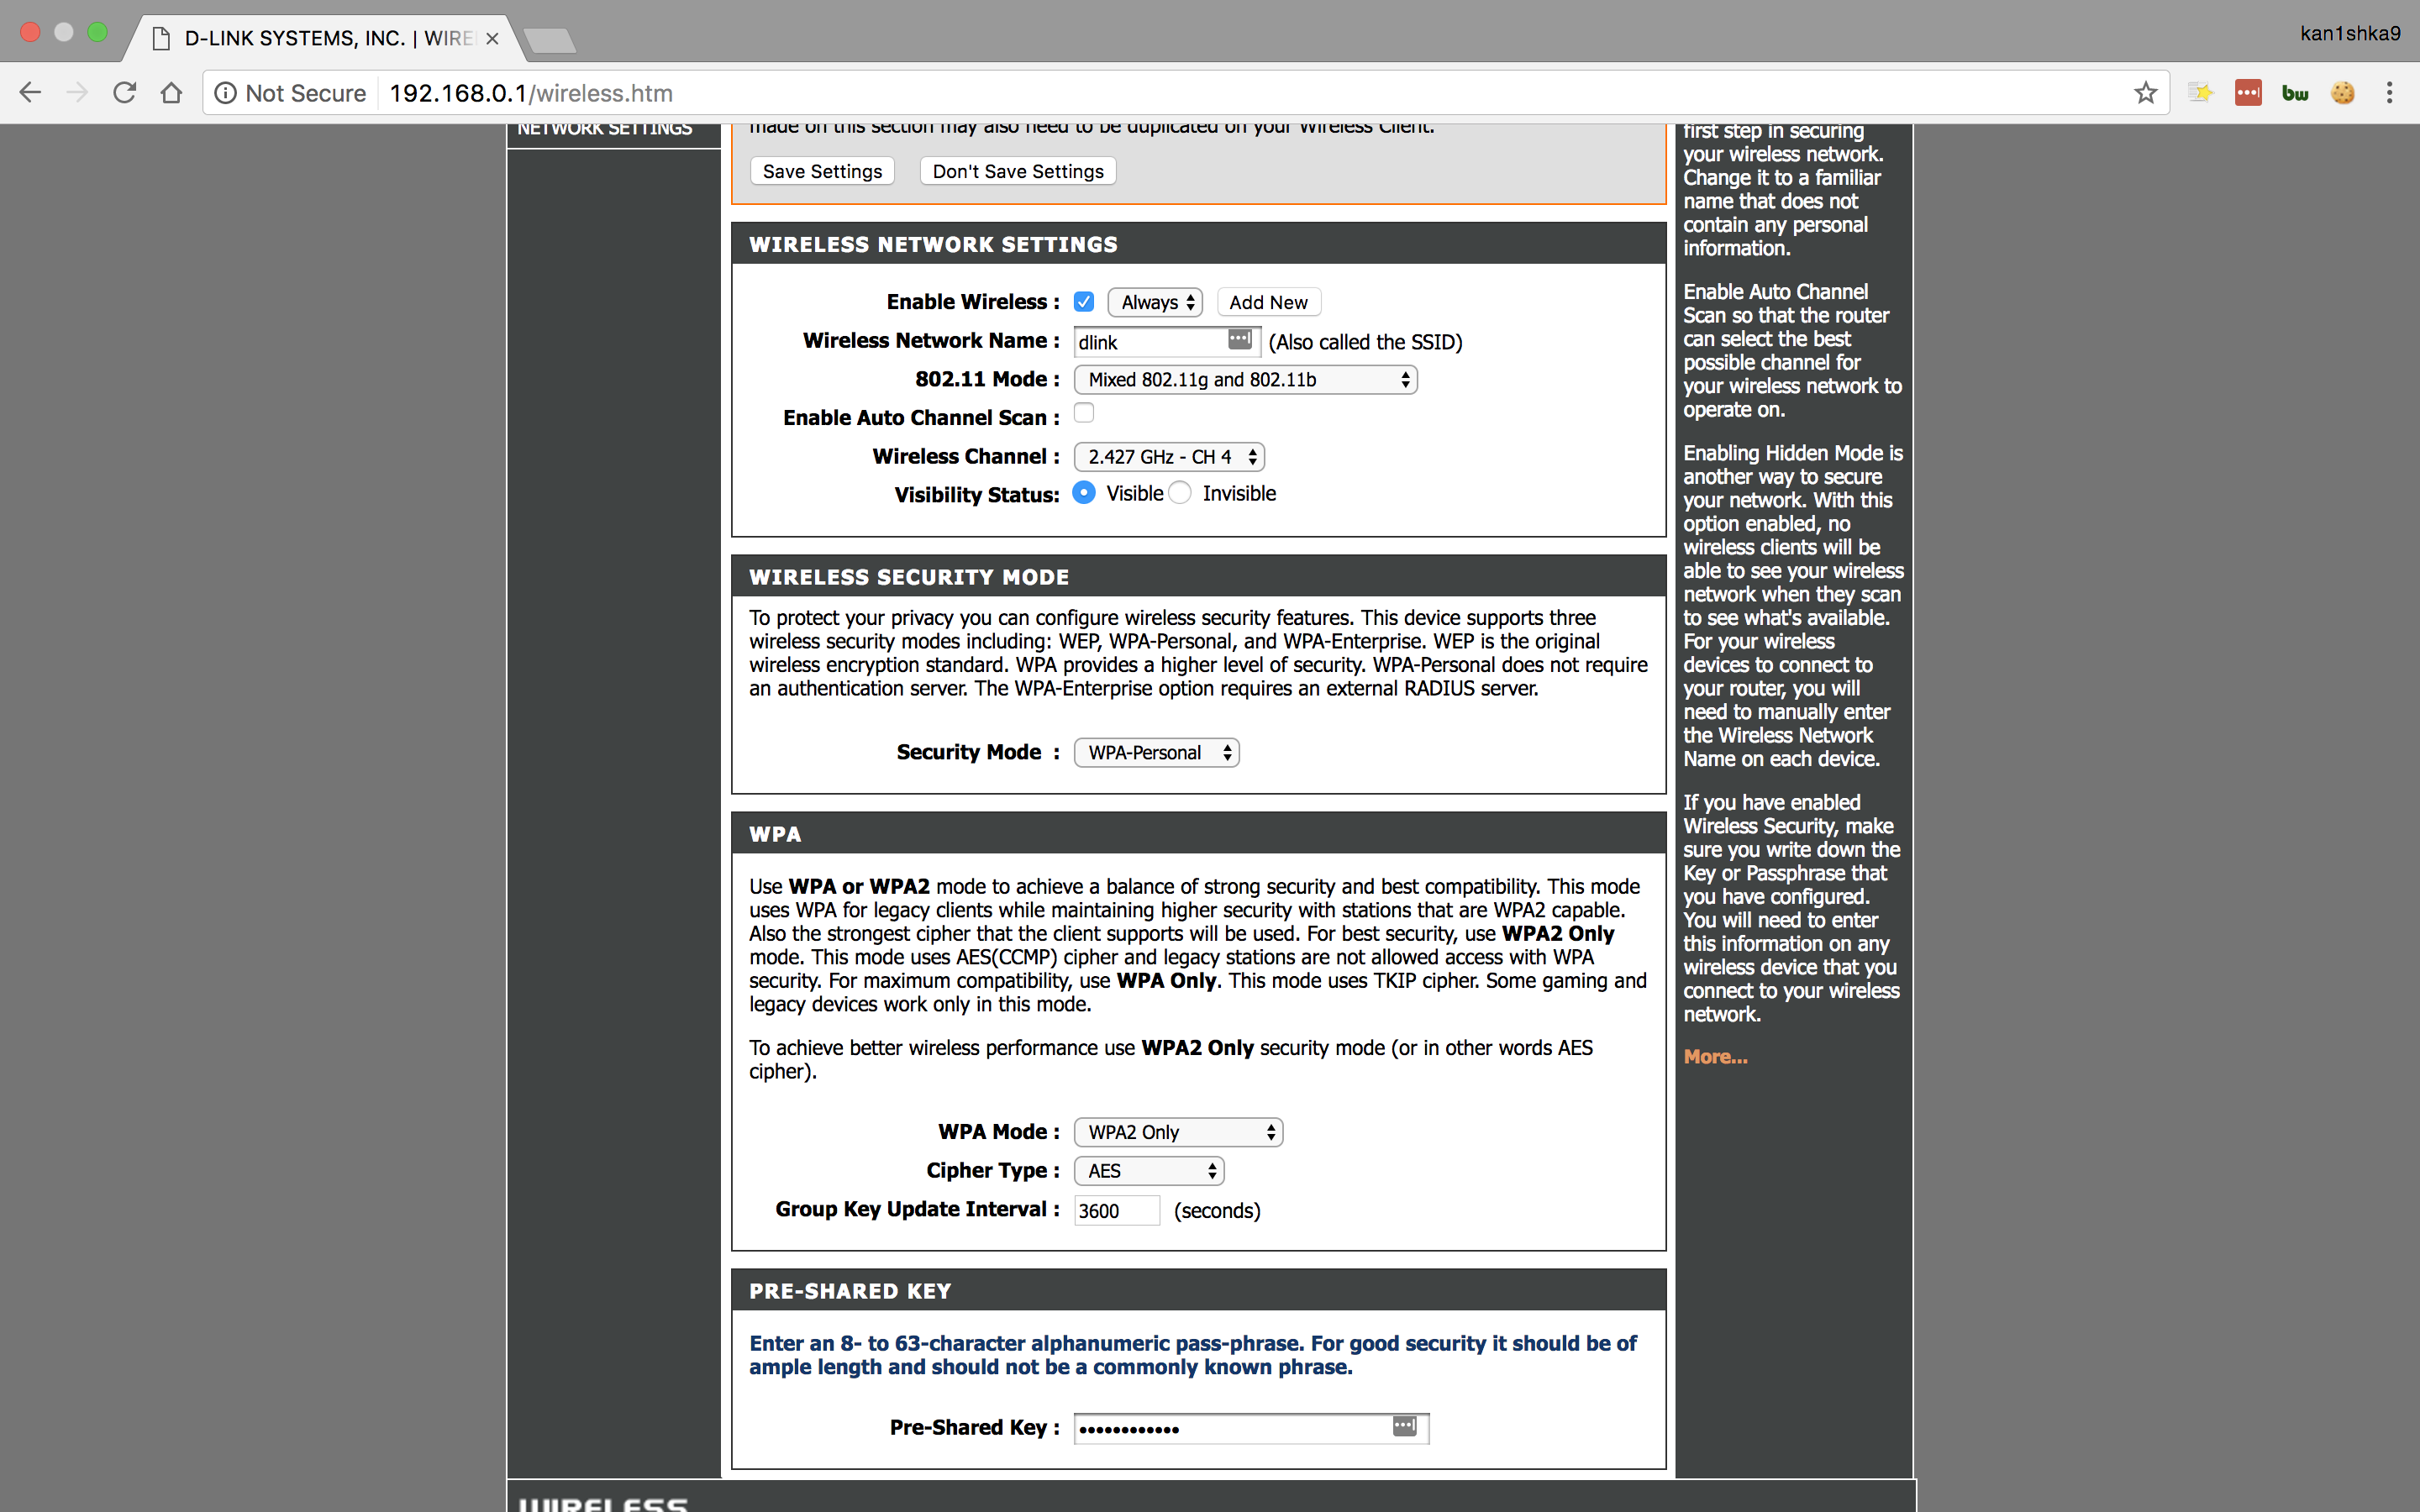 D-LINK SYSTEMS, INC. | WIRE
kan1shka9
Not Secure
192.168.0.1/wireless.htm
bw
NETWORK SETTINGS
made on this section may also need to be duplicated on your Wireless Client.
Save Settings
Don't Save Settings
WIRELESS NETWORK SETTINGS
Enable Wireless :
Always
Add New
Wireless Network Name :
dlink
(Also called the SSID)
802.11 Mode :
Mixed 802.11g and 802.11b
Enable Auto Channel Scan :
Wireless Channel :
2.427 GHz - CH 4
Visibility Status:
Visible
Invisible
WIRELESS SECURITY MODE
To protect your privacy you can configure wireless security features. This device supports three
wireless security modes including: WEP, WPA-Personal, and WPA-Enterprise. WEP is the original
wireless encryption standard. WPA provides a higher level of security. WPA-Personal does not require
an authentication server. The WPA-Enterprise option requires an external RADIUS server.
Security Mode :
WPA-Personal
WPA
Use WPA or WPA2 mode to achieve a balance of strong security and best compatibility. This mode
uses WPA for legacy clients while maintaining higher security with stations that are WPA2 capable.
Also the strongest cipher that the client supports will be used. For best security, use WPA2 Only
mode. This mode uses AES(CCMP) cipher and legacy stations are not allowed access with WPA
security. For maximum compatibility, use WPA Only. This mode uses TKIP cipher. Some gaming and
legacy devices work only in this mode.
To achieve better wireless performance use WPA2 Only security mode (or in other words AES
cipher).
WPA Mode :
WPA2 Only
Cipher Type :
AES
Group Key Update Interval :
3600
(seconds)
PRE-SHARED KEY
Enter an 8- to 63-character alphanumeric pass-phrase. For good security it should be of
ample length and should not be a commonly known phrase.
Pre-Shared Key :
••••••••••••
first step in securing
your wireless network.
Change it to a familiar
name that does not
contain any personal
information.
Enable Auto Channel
Scan so that the router
can select the best
possible channel for
your wireless network to
operate on.
Enabling Hidden Mode is
another way to secure
your network. With this
option enabled, no
wireless clients will be
able to see your wireless
network when they scan
to see what's available.
For your wireless
devices to connect to
your router, you will
need to manually enter
the Wireless Network
Name on each device.
If you have enabled
Wireless Security, make
sure you write down the
Key or Passphrase that
you have configured.
You will need to enter
this information on any
wireless device that you
connect to your wireless
network.
More...
WIRELESS